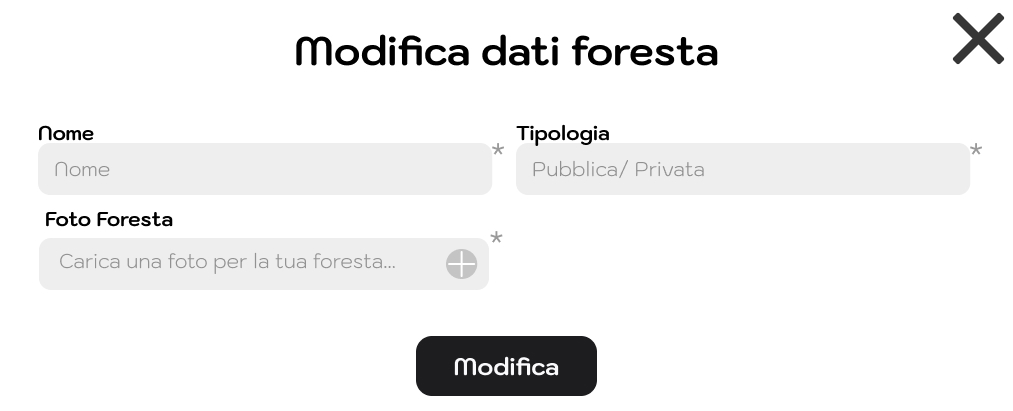 Modifica dati foresta
Nome
Tipologia
Nome
*
Pubblica/ Privata
*
Foto Foresta
Carica una foto per la tua foresta...
*
Modifica